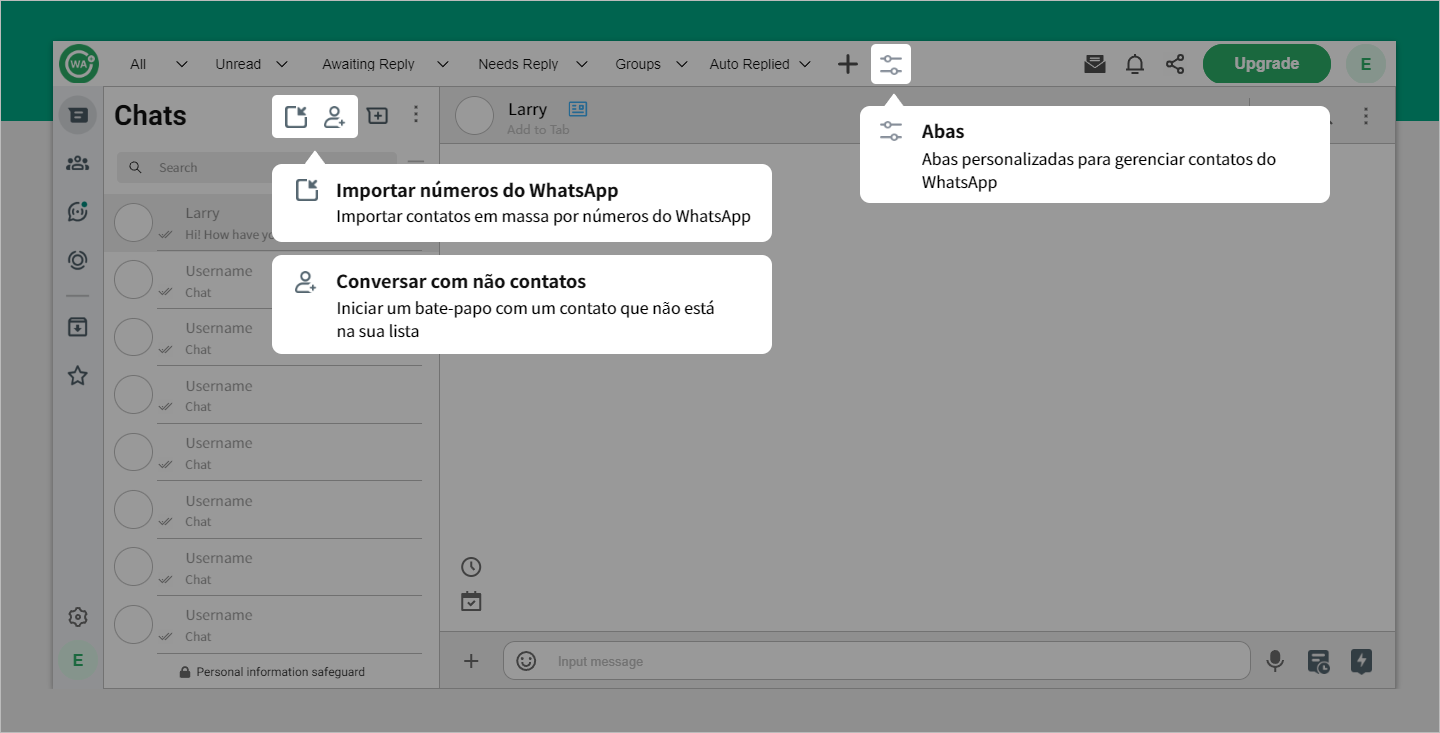 WA
All
Unread
Awaiting Reply
Needs Reply
Groups
Auto Replied
Upgrade
E
Chats
Larry
Add to Tab
Abas
Abas personalizadas para gerenciar contatos do
WhatsApp
Search
Importar números do WhatsApp
Importar contatos em massa por números do WhatsApp
Larry
Hi! How have yo
Conversar com não contatos
Iniciar um bate-papo com um contato que não está
na sua lista
Username
Chat
Username
Chat
Username
Chat
Username
Chat
Username
Chat
Username
Chat
Username
Chat
E
Personal information safeguard
Input message